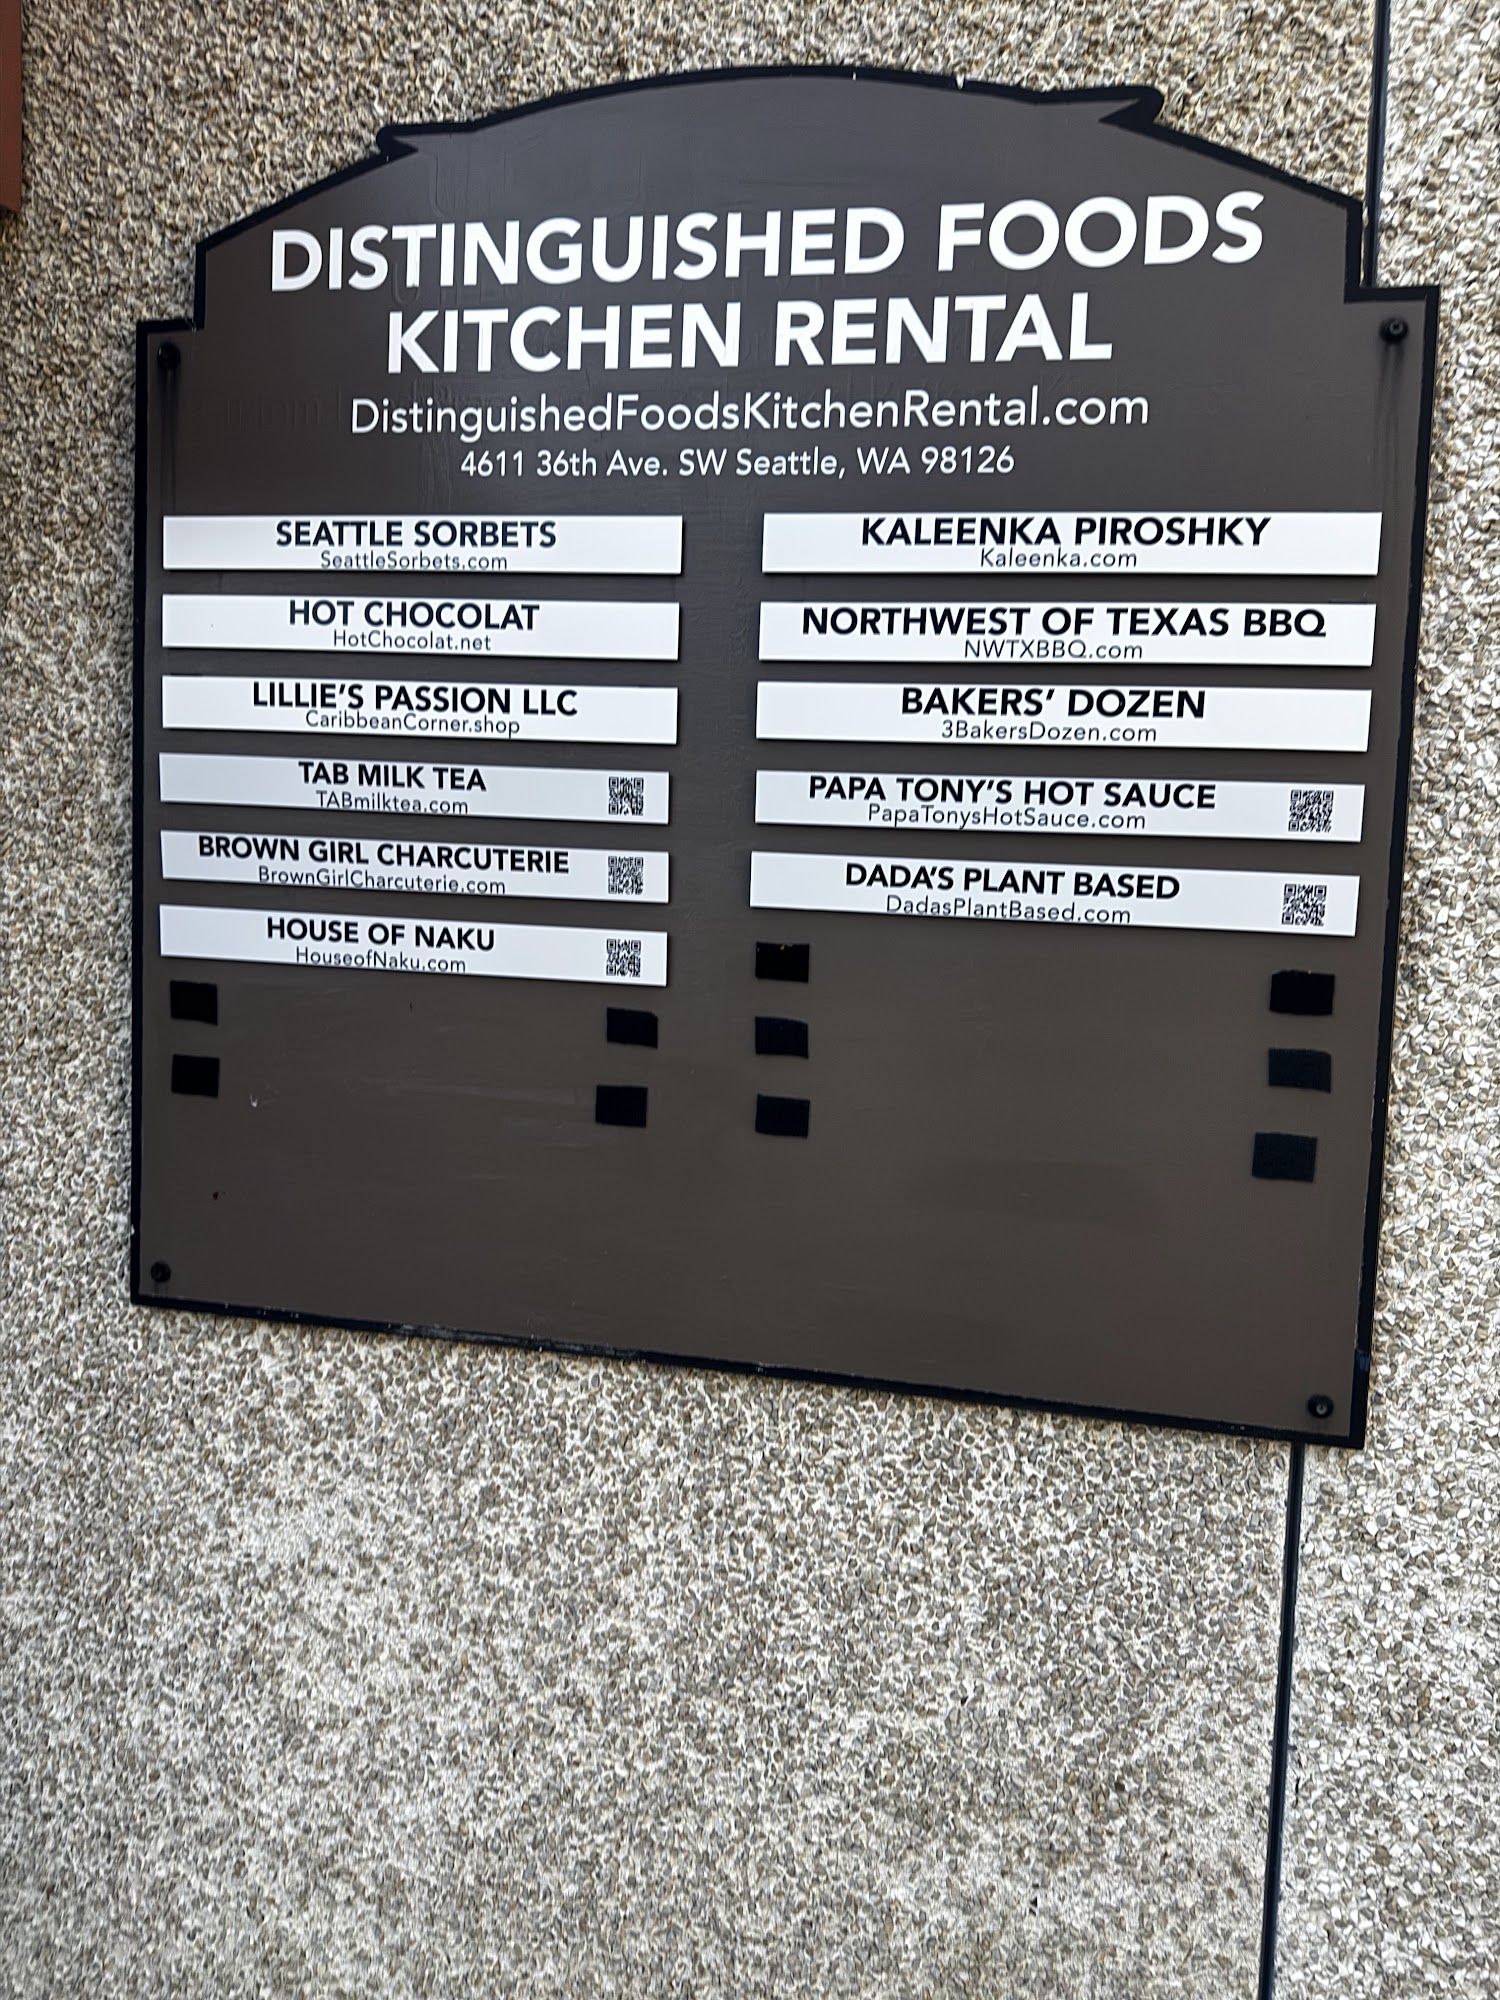 DISTINGUISHED FOODS
KITCHEN RENTAL
DistinguishedFoodsKitchenRental.com
4611 36th Ave. SW Seattle, WA 98126
SEATTLE SORBETS
SeattleSorbets.com
HOT CHOCOLAT
HotChocolat.net
LILLIE'S PASSION LLC
CaribbeanCorner.shop
TAB MILK TEA
TABmilktea.com
BROWN GIRL CHARCUTERIE
BrownGirlCharcuterie.com
HOUSE OF NAKU
HouseofNaku.com
KALEENKA PIROSHKY
Kaleenka.com
NORTHWEST OF TEXAS BBQ
NWTXBBQ.com
BAKERS' DOZEN
3BakersDozen.com
PAPA TONY'S HOT SAUCE
PapaTonysHotSauce.com
DADA'S PLANT BASED
DadasPlantBased.com